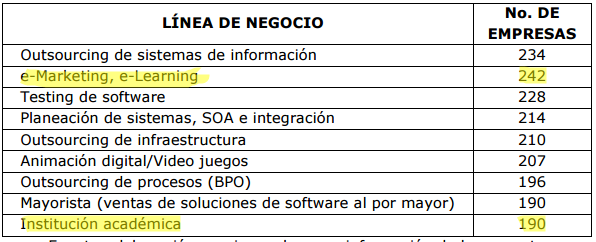 LÍNEA DE NEGOCIO No. DE EMPRESAS
Outsourcing de sistemas de información 234
e-Marketing, e-Learning 242
Testing de software 228
Planeación de sistemas, SOA e integración 214
Outsourcing de infraestructura 210
Animación digital/Video juegos 207
Outsourcing de procesos (BPO) 196
Mayorista (ventas de soluciones de software al por mayor) 190
Institución académica 190